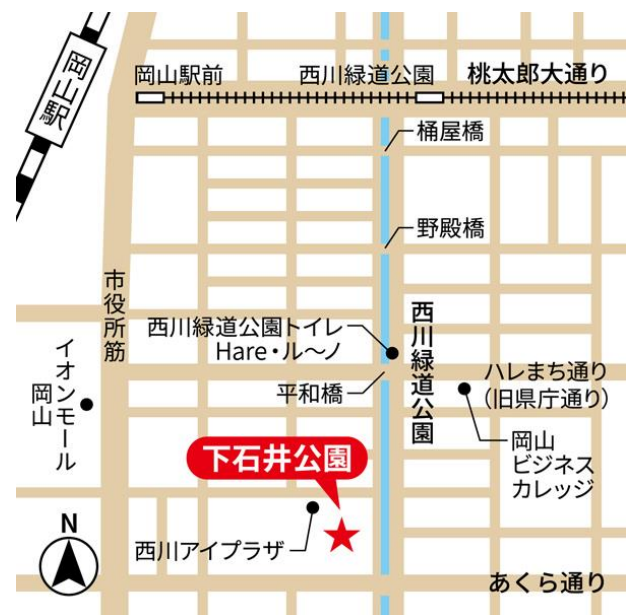 岡山駅
岡山駅前
西川緑道公園
桃太郎大通り
桶屋橋
野殿橋
市役所筋
西川緑道公園トイレ
Hare・ル〜ノ
西川緑道公園
イオンモール
岡山
平和橋
ハレまち通り
(旧県庁通り)
岡山
ビジネス
カレッジ
下石井公園
N
西川アイプラザ
あくら通り